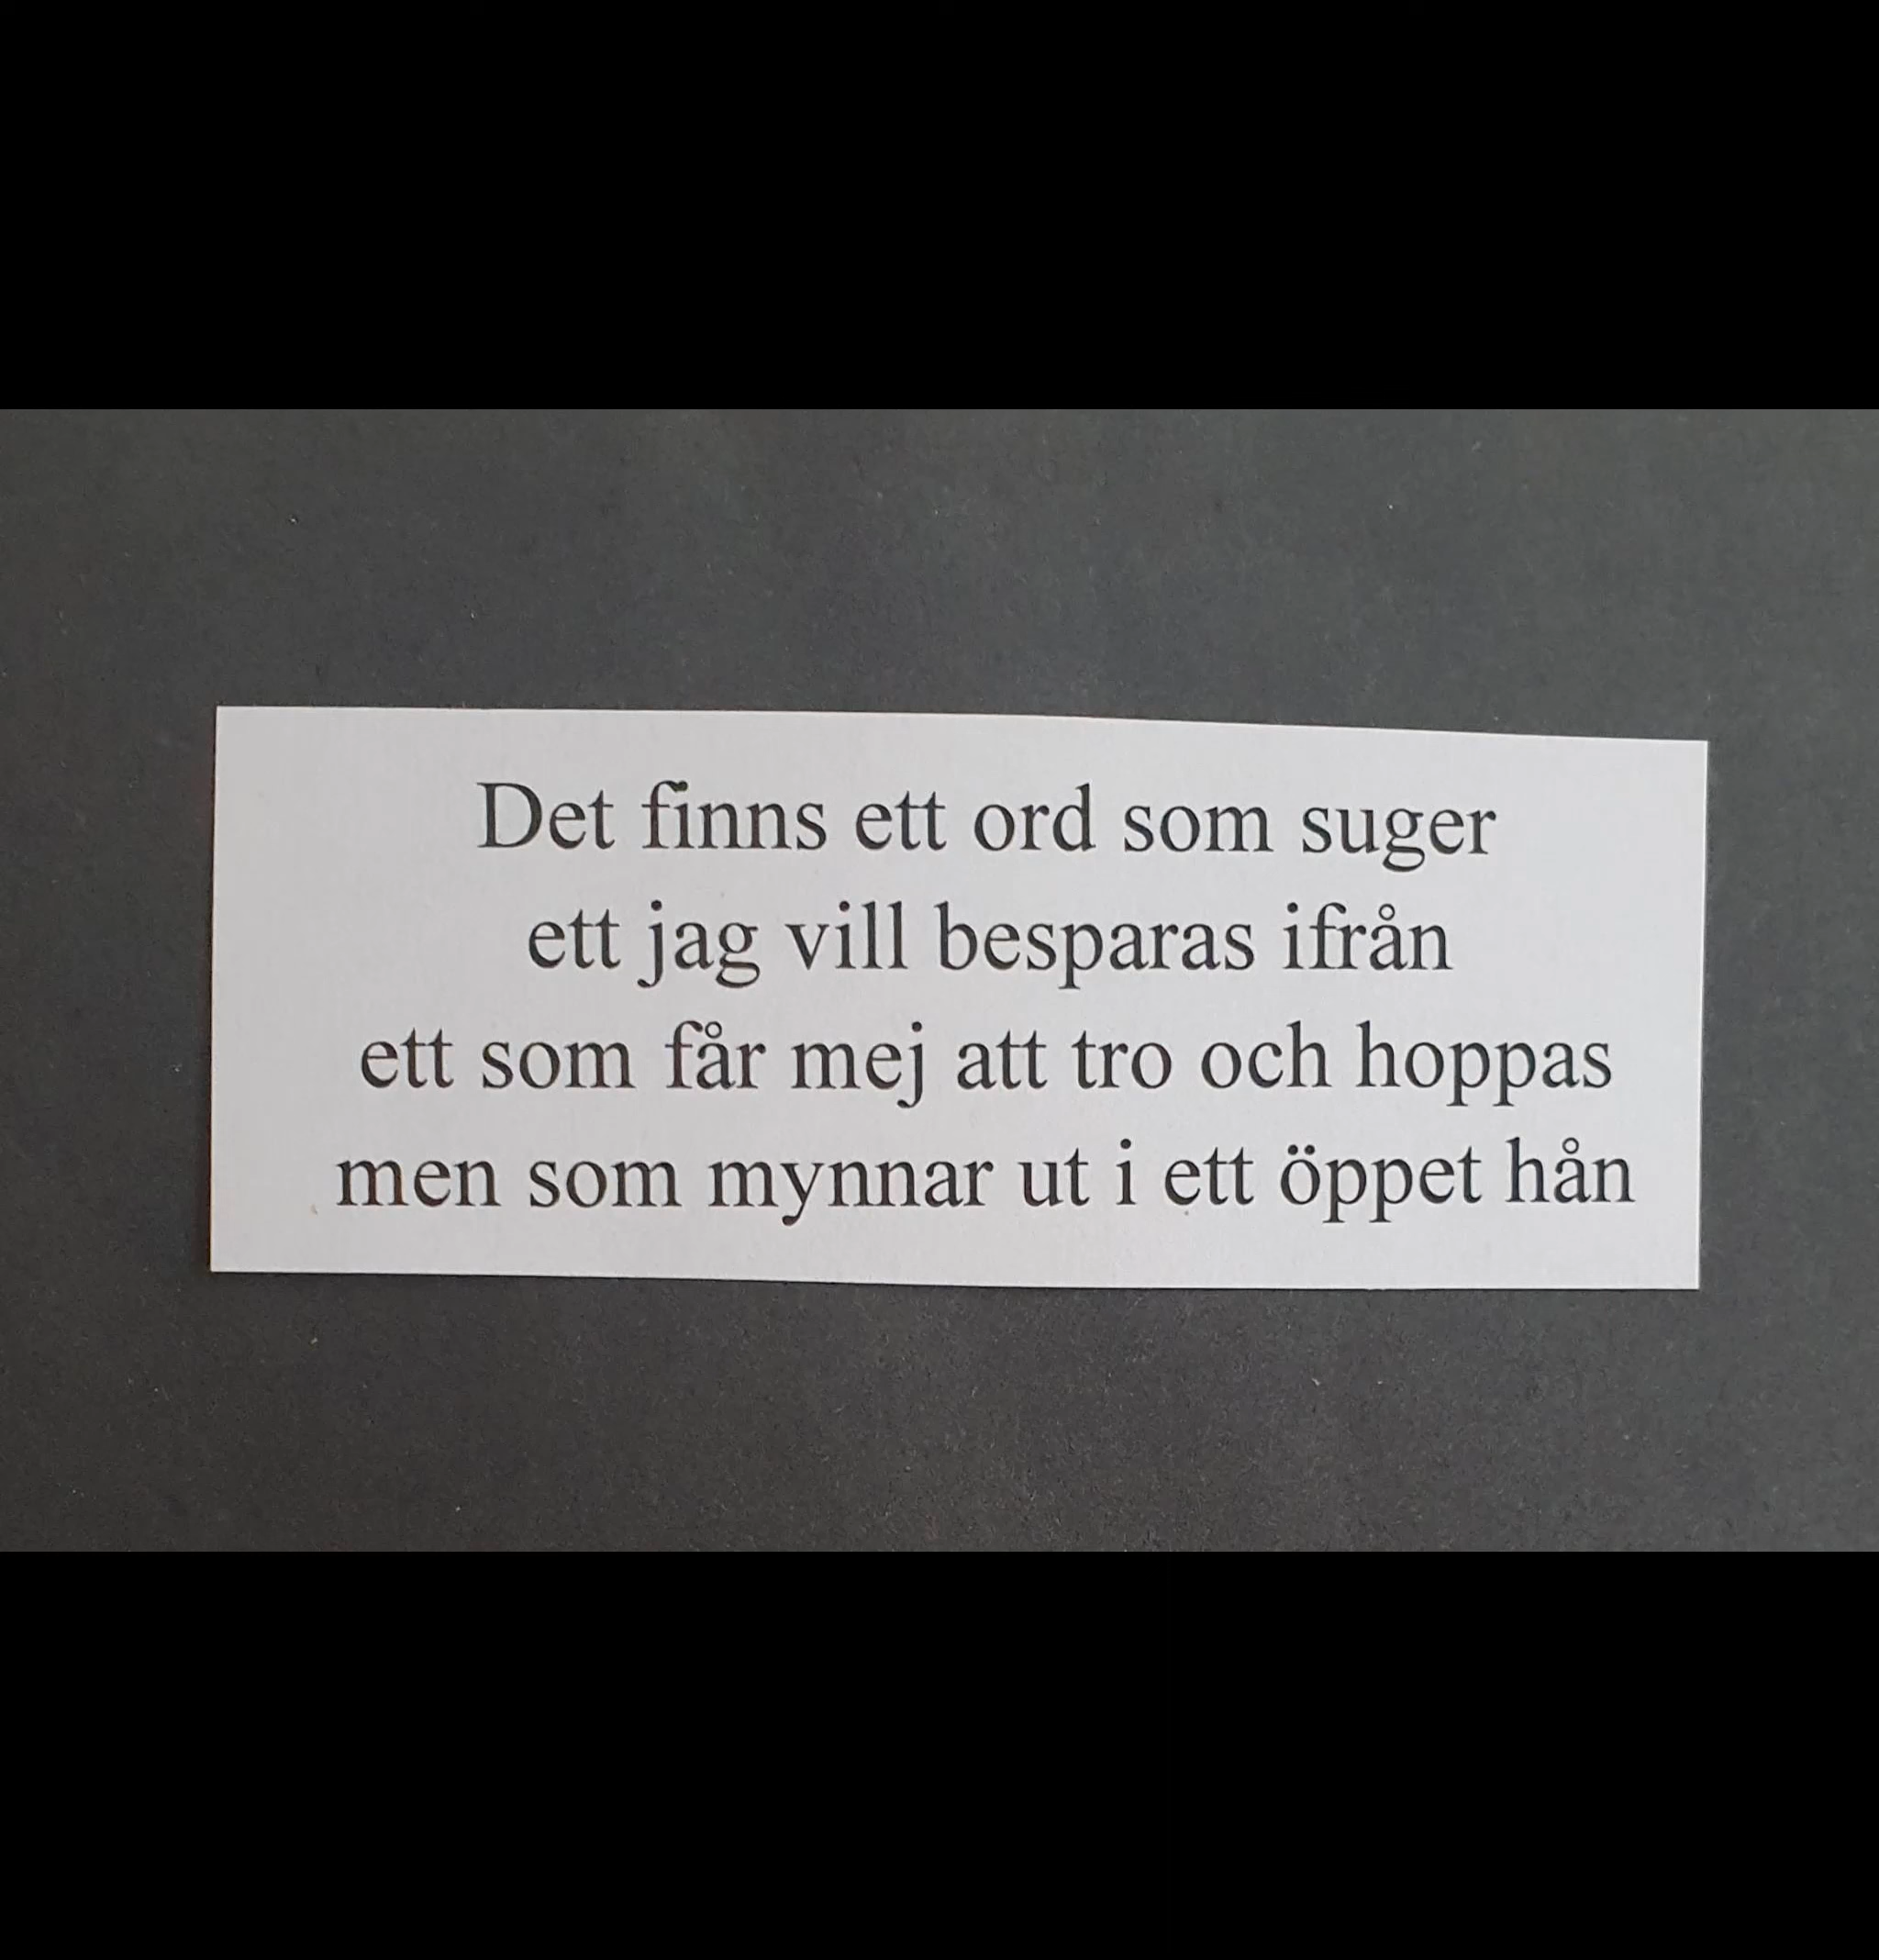 Det finns ett ord som suger
ett jag vill besparas ifrån
ett som får mej att tro och hoppas
men som mynnar ut i ett öppet hån